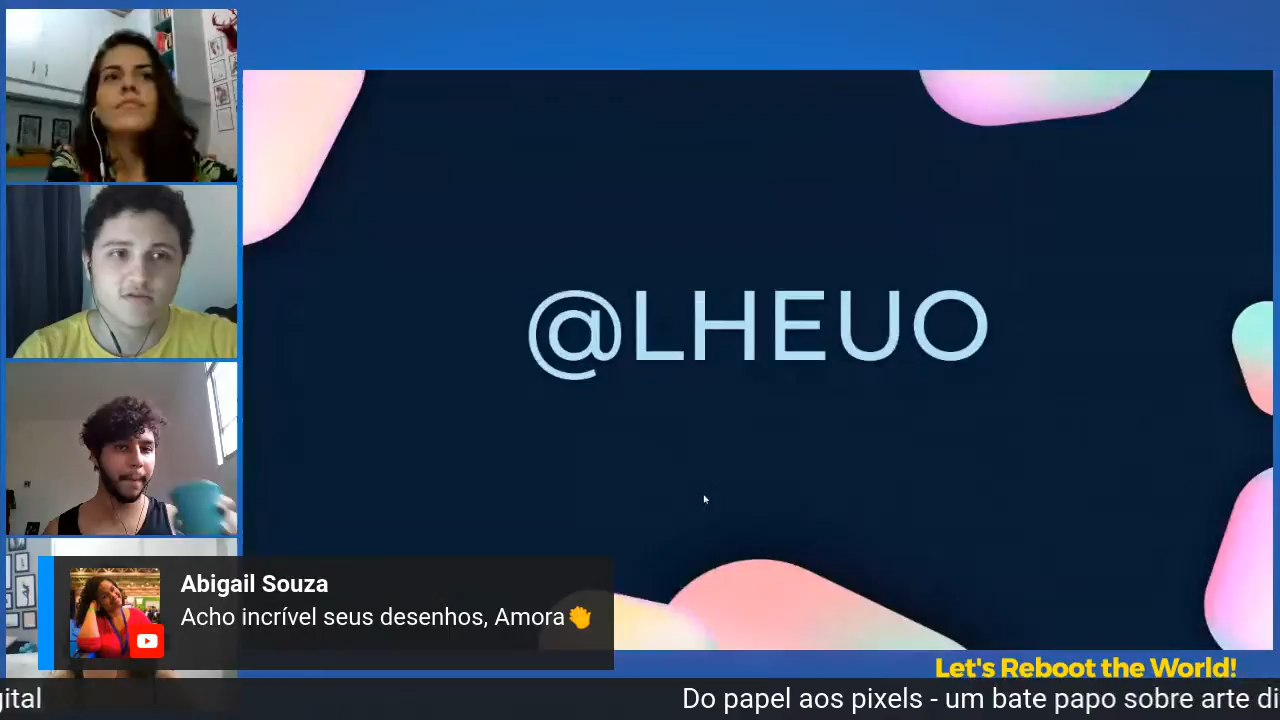 @LHEUO
Abigail Souza
Acho incrível seus desenhos, Amora👏
Let's Reboot the World!
gital
Do papel aos pixels - um bate papo sobre arte di